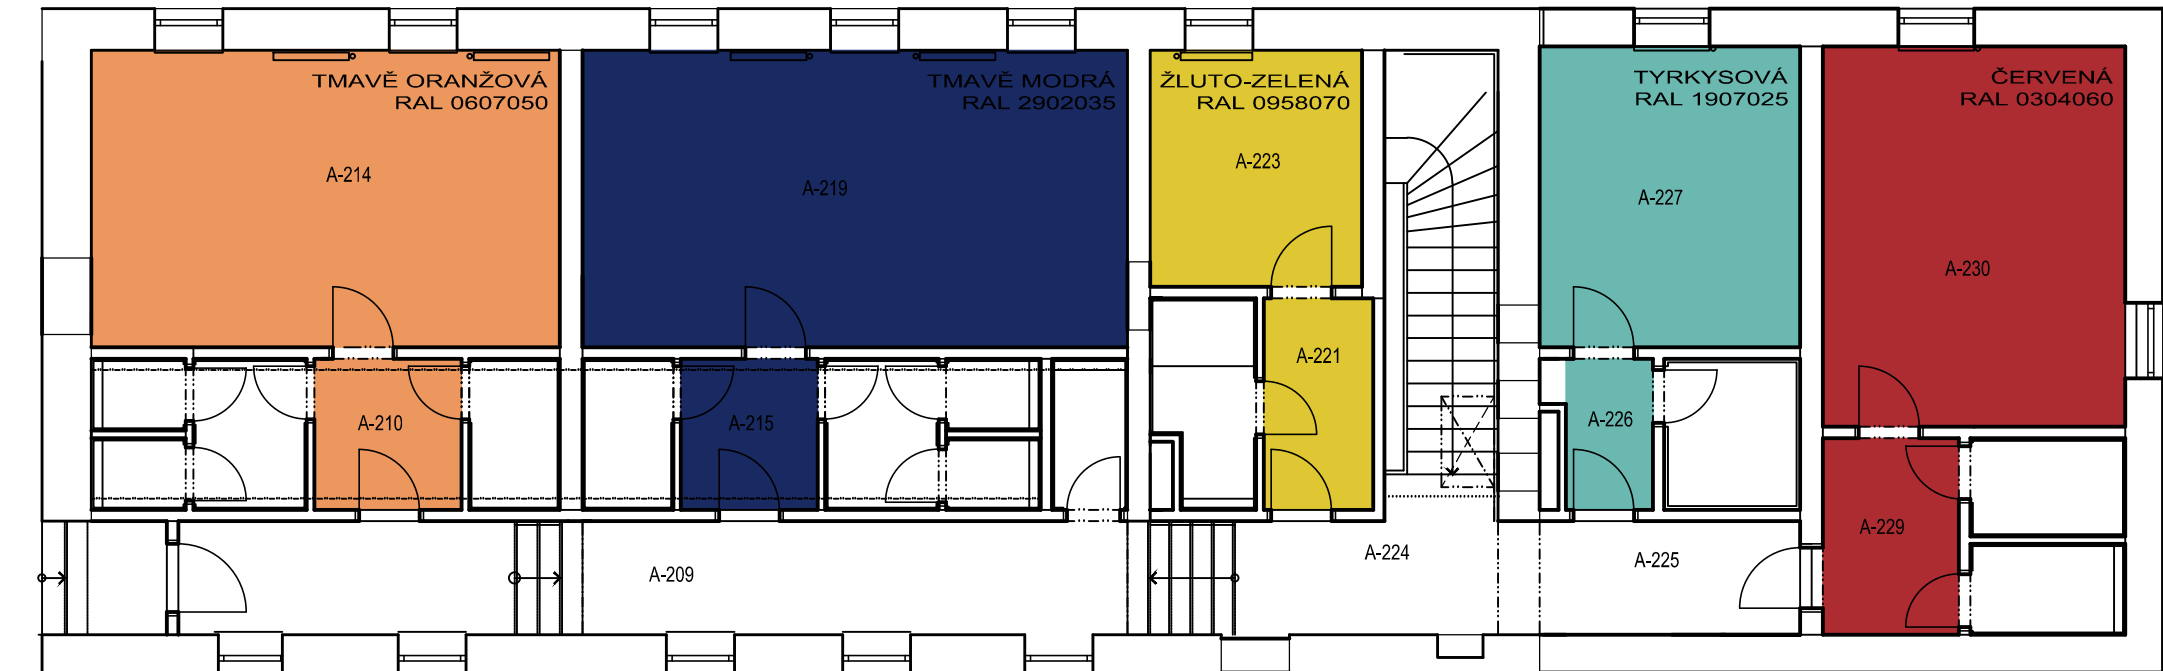 TMAVĚ ORANŽOVÁ
RAL 0607050
A-214
TMAVĚ MODRÁ
RAL 2902035
A-219
ŽLUTO-ZELENÁ
RAL 0958070
A-223
TYRKYSOVÁ
RAL 1907025
A-227
ČERVENÁ
RAL 0304060
A-230
A-210
A-215
A-221
A-226
A-229
A-209
A-224
A-225